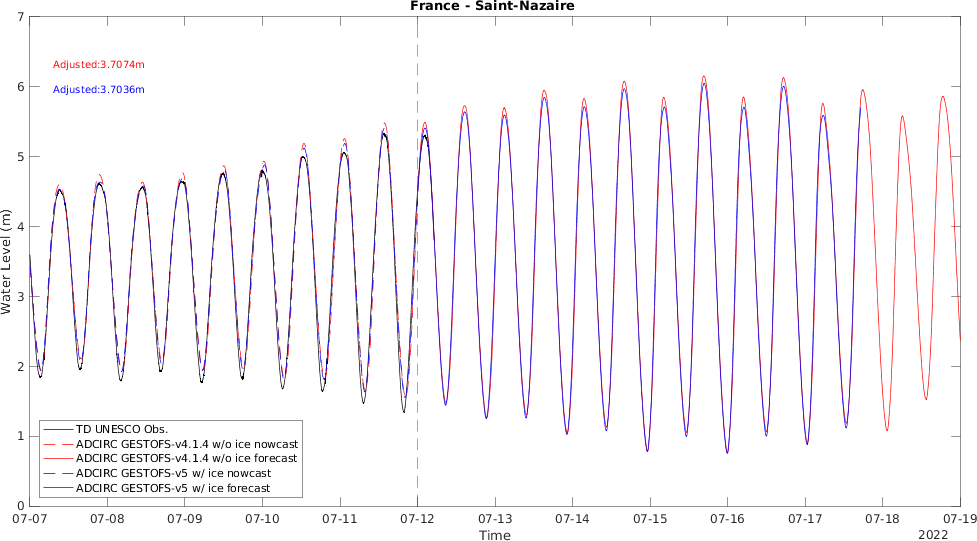 France - Saint-Nazaire
Adjusted:3.7074m
Adjusted:3.7036m
7
6
5
4
3
2
1
0
Water Level (m)
TD UNESCO Obs.
ADCIRC GESTOFS-v4.1.4 w/o ice nowcast
ADCIRC GESTOFS-v4.1.4 w/o ice forecast
ADCIRC GESTOFS-v5 w/ ice nowcast
ADCIRC GESTOFS-v5 w/ ice forecast
07-07 07-08 07-09 07-10 07-11 07-12 07-13 07-14 07-15 07-16 07-17 07-18 07-19
Time
2022